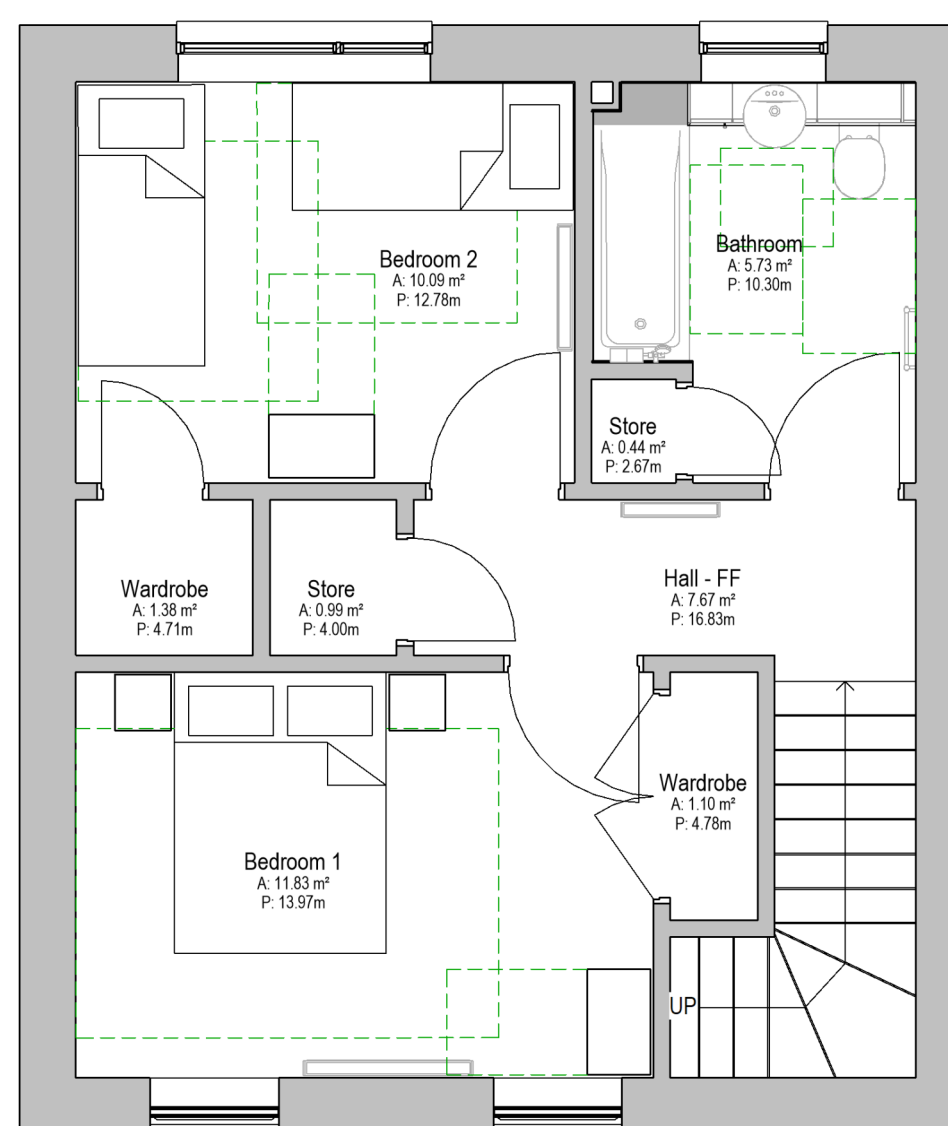 Bedroom 2
A: 10.09 m²
P: 12.78m
Bathroom
A: 5.73 m²
P: 10.30m
Store
A: 0.44 m²
P: 2.67m
Wardrobe
A: 1.38 m²
P: 4.71m
Store
A: 0.99 m²
P: 4.00m
Hall - FF
A: 7.67 m²
P: 16.83m
Wardrobe
A: 1.10 m²
P: 4.78m
Bedroom 1
A: 11.83 m²
P: 13.97m
UP